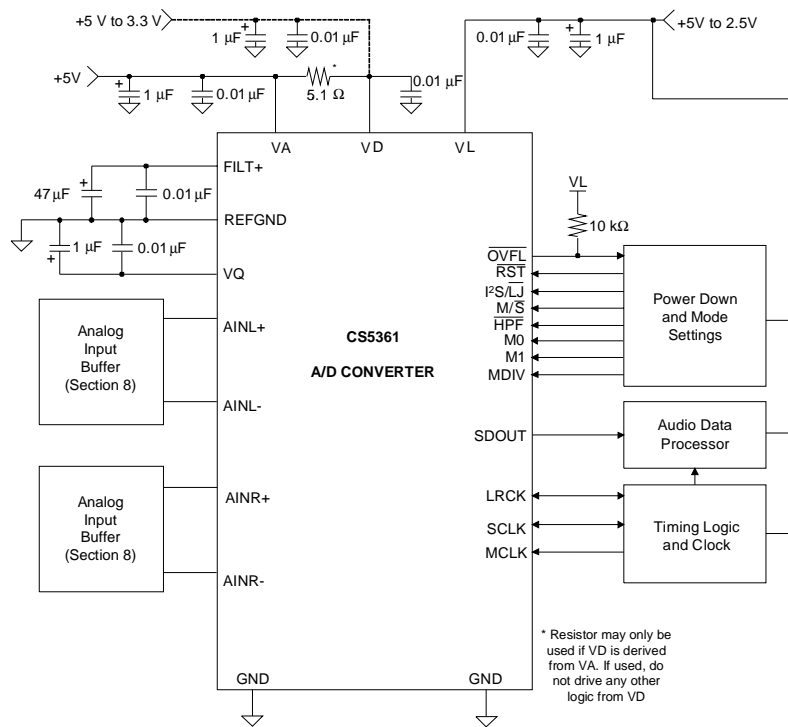 +5 V to 3.3 V
+
1 µF
0.01 µF
0.01 µF
+
1 µF
+5V to 2.5V
+5V
+
1 µF
0.01 µF
5.1 Ω
*
0.01 µF
VA
VD
VL
FILT+
+
47 µF
0.01 µF
REFGND
+
1 µF
0.01 µF
VQ
VL
10 kΩ
OVFL
RST
I²S/LJ
M/S
HPF
M0
M1
MDIV
Power Down
and Mode
Settings
Analog
Input
Buffer
(Section 8)
AINL+
AINL-
CS5361
A/D CONVERTER
SDOUT
Audio Data
Processor
Analog
Input
Buffer
(Section 8)
AINR+
AINR-
LRCK
SCLK
MCLK
Timing Logic
and Clock
* Resistor may only be
used if VD is derived
from VA. If used, do
not drive any other
logic from VD
GND
GND